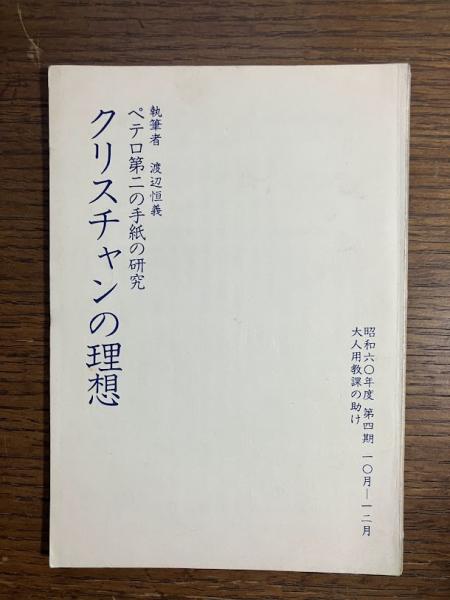 昭和六〇年度 第四期 一〇月―一二月
大人用教課の助け
執筆者 渡辺恒義
ペテロ第二の手紙の研究
クリスチャンの理想